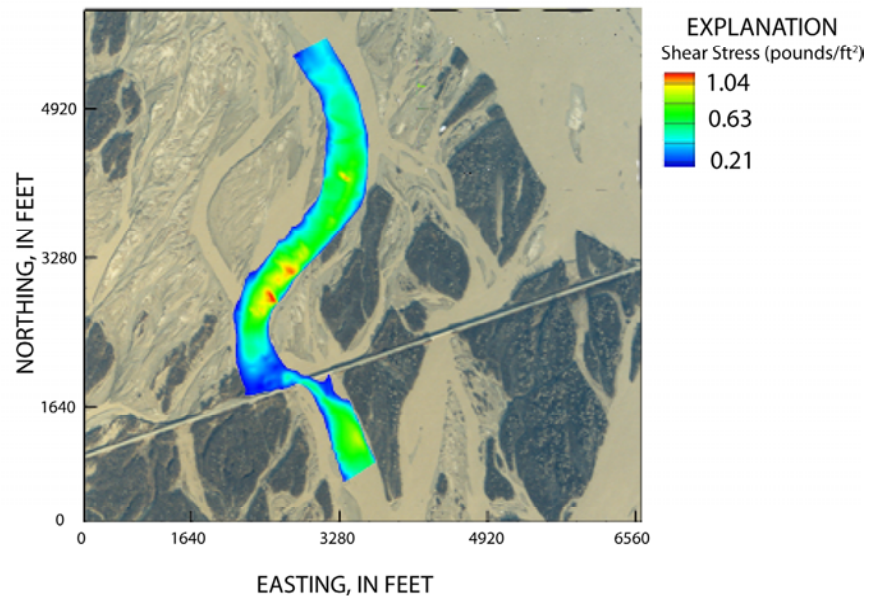 EXPLANATION
Shear Stress (pounds/ft²)
1.04
0.63
0.21
NORTHING, IN FEET
4920
3280
1640
0
0 1640 3280 4920 6560
EASTING, IN FEET